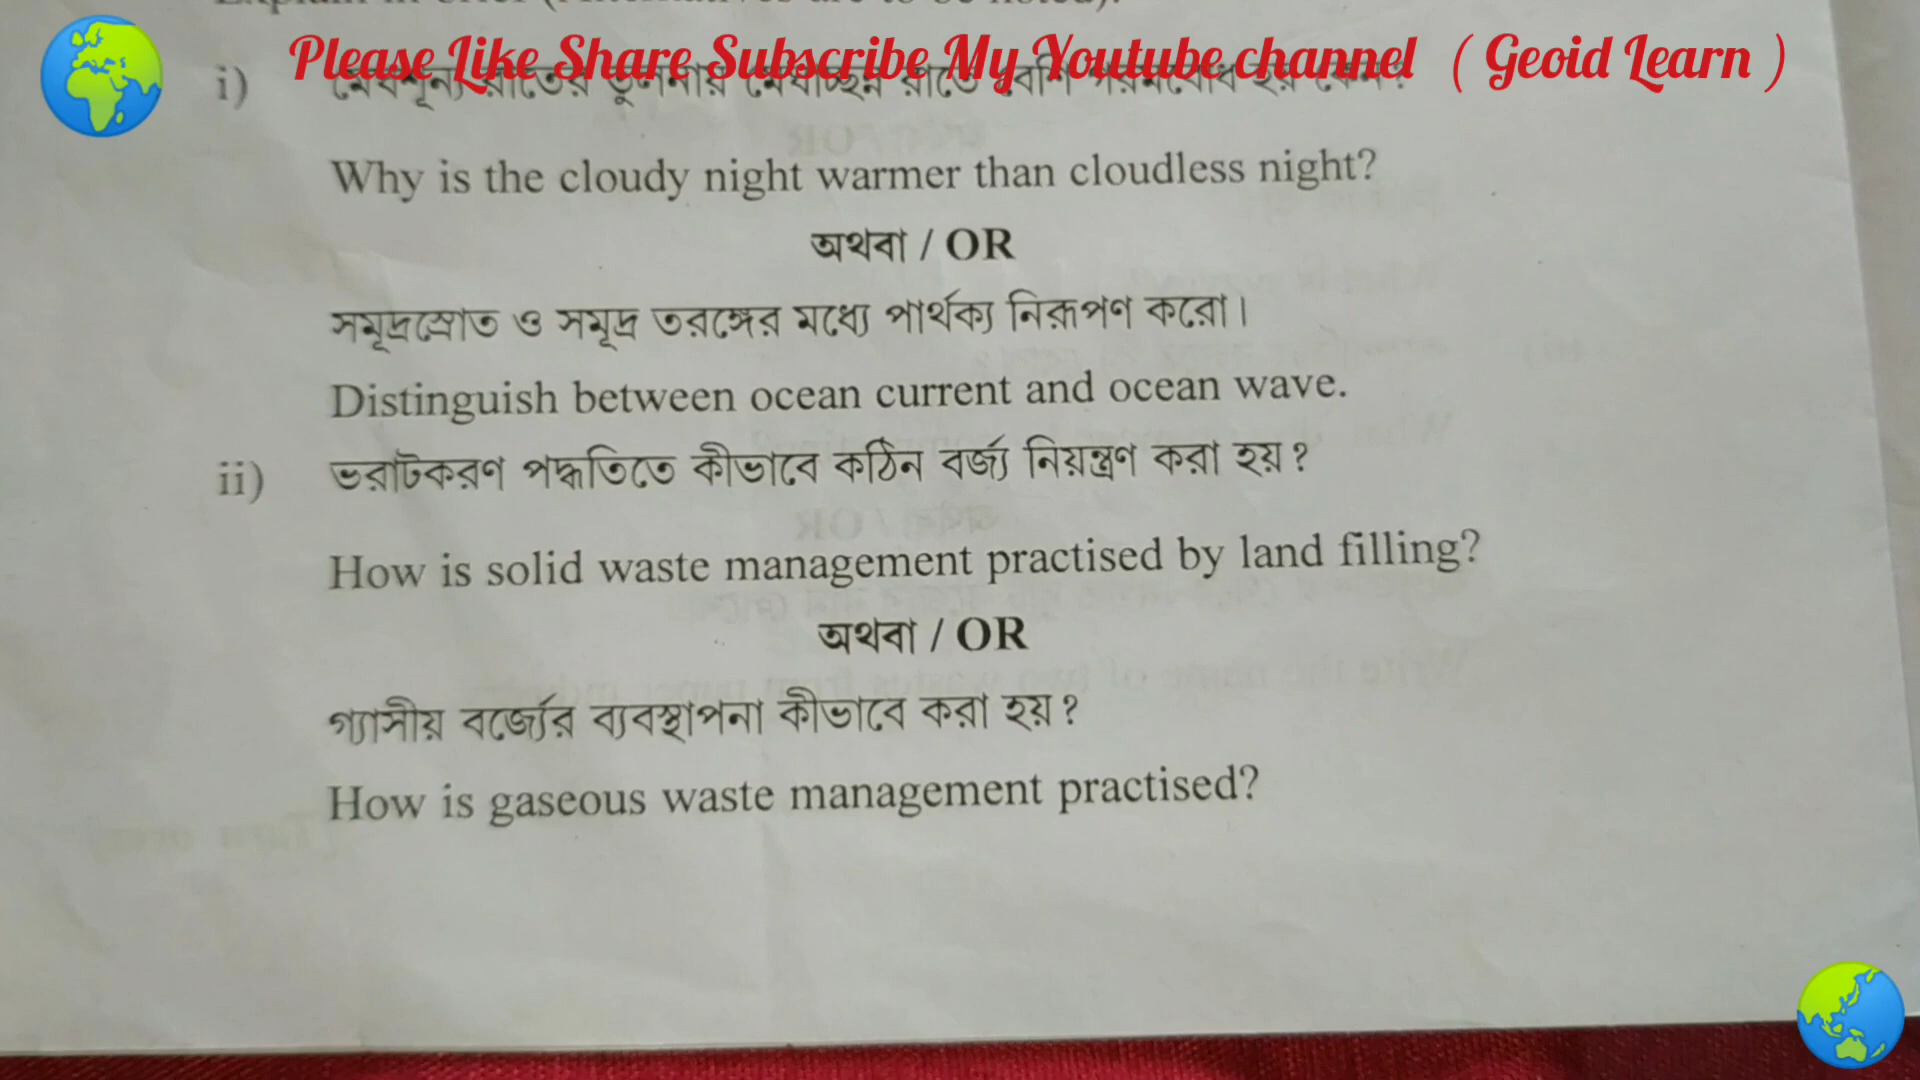 Please Like Share Subscribe My Youtube channel ( Geoid Learn )
i)
Why is the cloudy night warmer than cloudless night?
অথবা / OR
সমুদ্রস্রোত ও সমুদ্র তরঙ্গের মধ্যে পার্থক্য নিরূপণ করো।
Distinguish between ocean current and ocean wave.
ii) ভরাটকরণ পদ্ধতিতে কীভাবে কঠিন বর্জ্য নিয়ন্ত্রণ করা হয়?
How is solid waste management practised by land filling?
অথবা / OR
গ্যাসীয় বর্জ্যের ব্যবস্থাপনা কীভাবে করা হয়?
How is gaseous waste management practised?